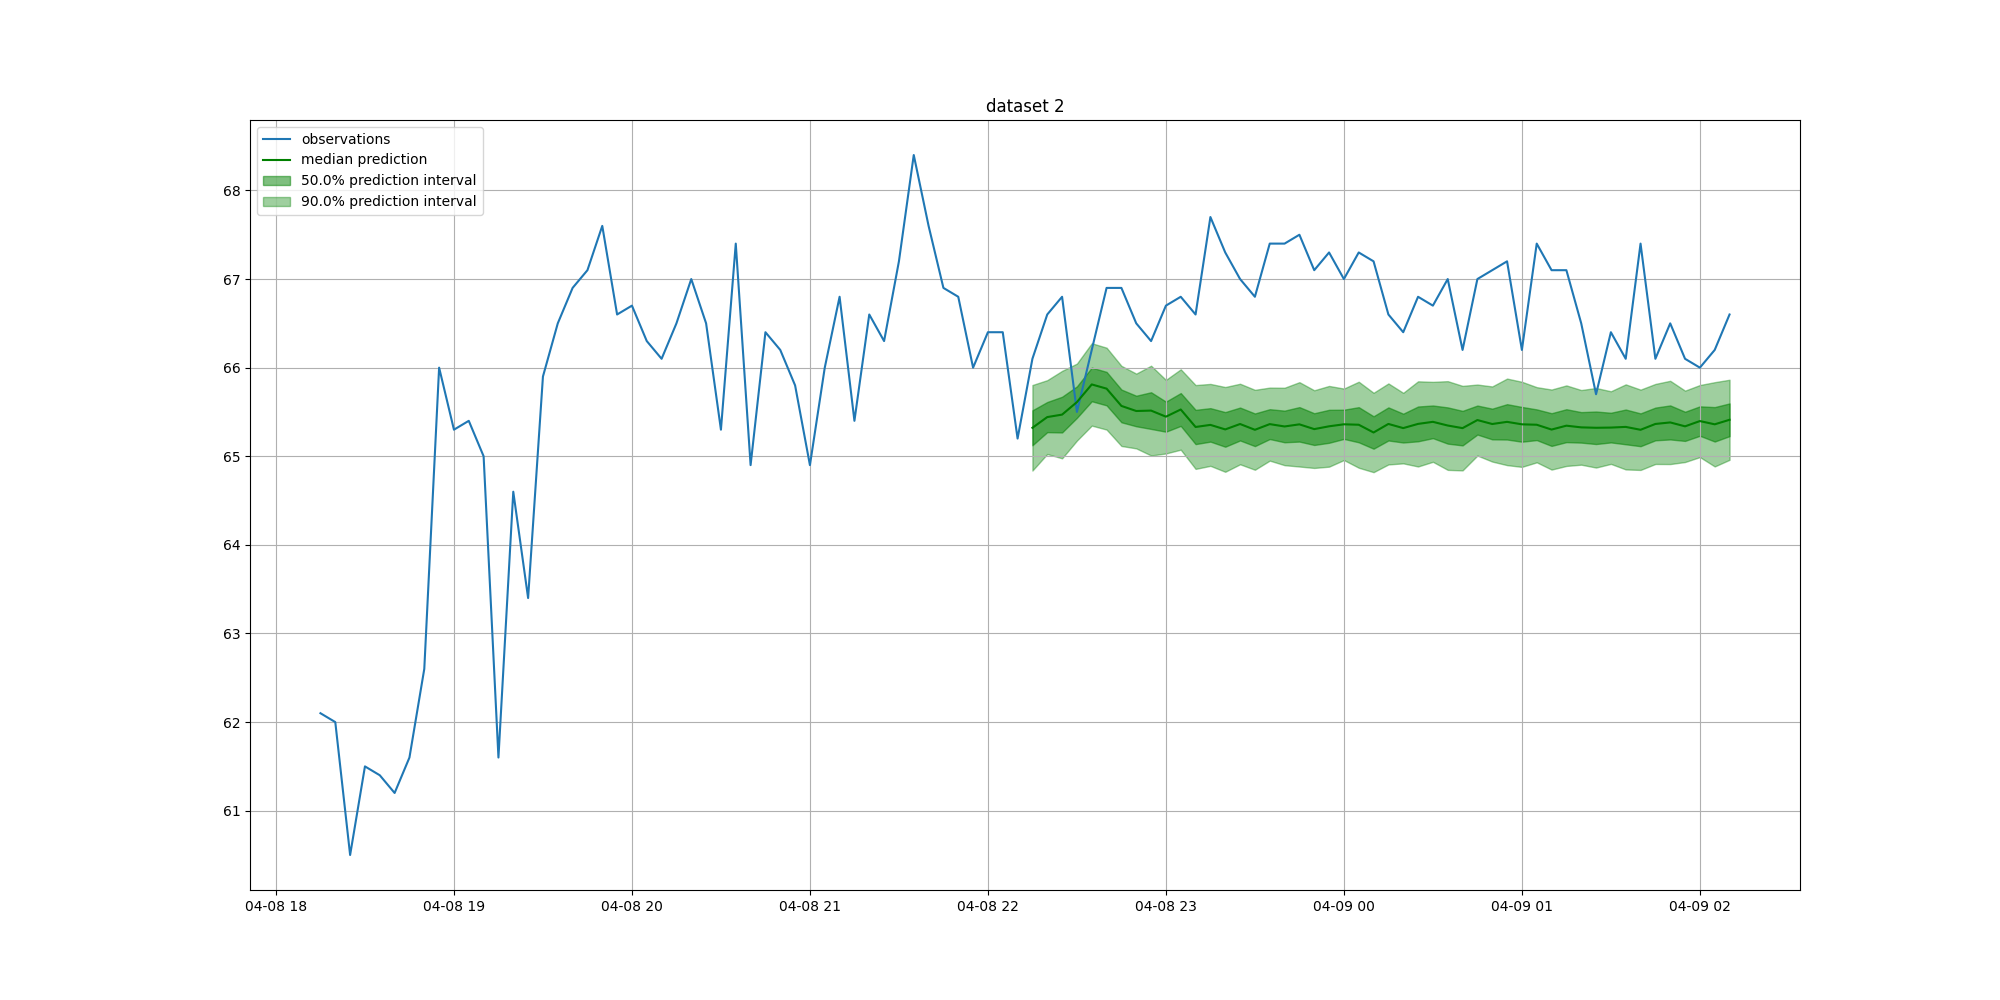 dataset 2
observations
median prediction
50.0% prediction interval
90.0% prediction interval
68
67
66
65
64
63
62
61
04-08 18 04-08 19 04-08 20 04-08 21 04-08 22 04-08 23 04-09 00 04-09 01 04-09 02